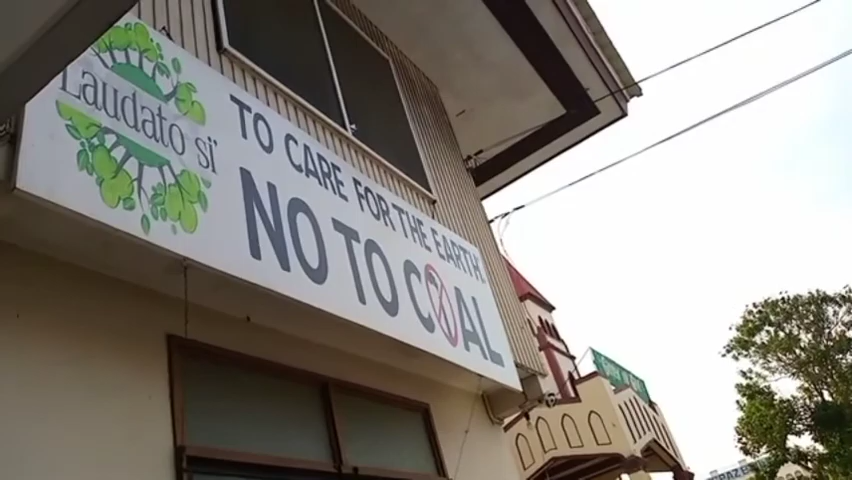 Laudato si'
TO CARE FOR THE EARTH
NO TO COAL